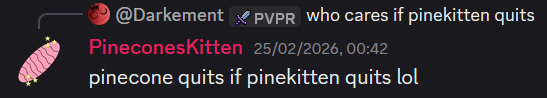 @Darkement PVPR who cares if pinekitten quits
PineconesKitten 25/02/2026, 00:42
pinecone quits if pinekitten quits lol